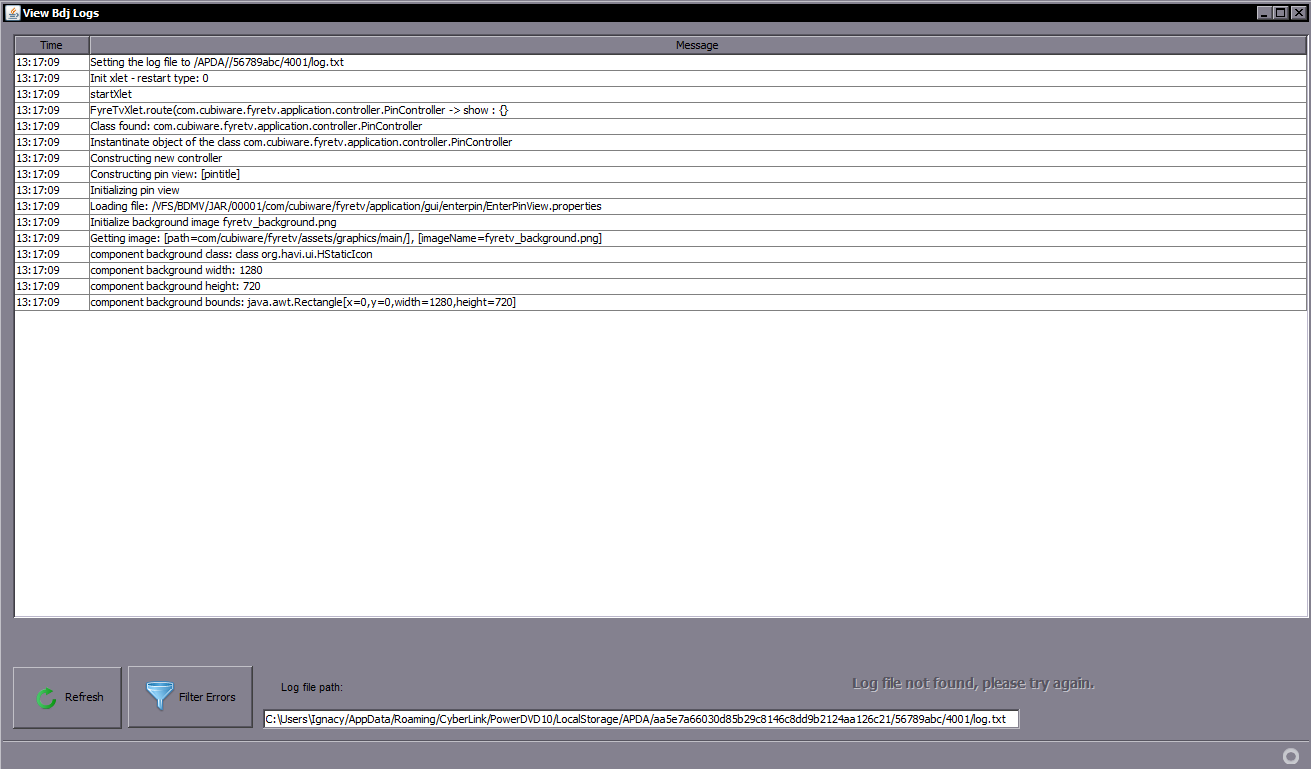 View Bdj Logs
Time Message
13:17:09 Setting the log file to /APDA//56789abc/4001/log.txt
13:17:09 Init xlet - restart type: 0
13:17:09 startXlet
13:17:09 FyreTvXlet.route(com.cubiware.fyretv.application.controller.PinController -> show : {}
13:17:09 Class found: com.cubiware.fyretv.application.controller.PinController
13:17:09 Instantinate object of the class com.cubiware.fyretv.application.controller.PinController
13:17:09 Constructing new controller
13:17:09 Constructing pin view: [pintitle]
13:17:09 Initializing pin view
13:17:09 Loading file: /VFS/BDMV/JAR/00001/com/cubiware/fyretv/application/gui/enterpin/EnterPinView.properties
13:17:09 Initialize background image fyretv_background.png
13:17:09 Getting image: [path=com/cubiware/fyretv/assets/graphics/main/], [imageName=fyretv_background.png]
13:17:09 component background class: class org.havi.ui.HStaticIcon
13:17:09 component background width: 1280
13:17:09 component background height: 720
13:17:09 component background bounds: java.awt.Rectangle[x=0,y=0,width=1280,height=720]
Refresh
Filter Errors
Log file path:
Log file not found, please try again.
C:\Users\Ignacy/AppData/Roaming/CyberLink/PowerDVD10/LocalStorage/APDA/aa5e7a66030d85b29c8146c8dd9b2124aa126c21/56789abc/4001/log.txt